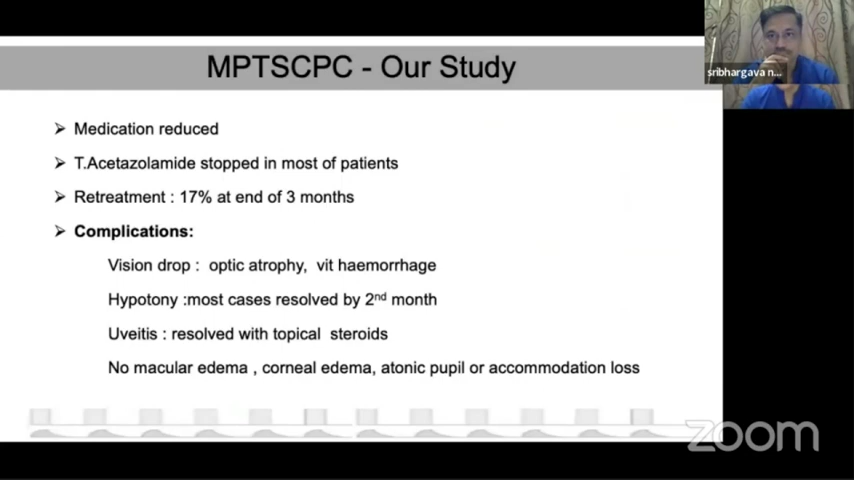 MPTSCPC - Our Study
sribhargava n...
➢ Medication reduced
➢ T.Acetazolamide stopped in most of patients
➢ Retreatment : 17% at end of 3 months
➢ Complications:
Vision drop : optic atrophy, vit haemorrhage
Hypotony :most cases resolved by 2nd month
Uveitis : resolved with topical steroids
No macular edema , corneal edema, atonic pupil or accommodation loss
zoom